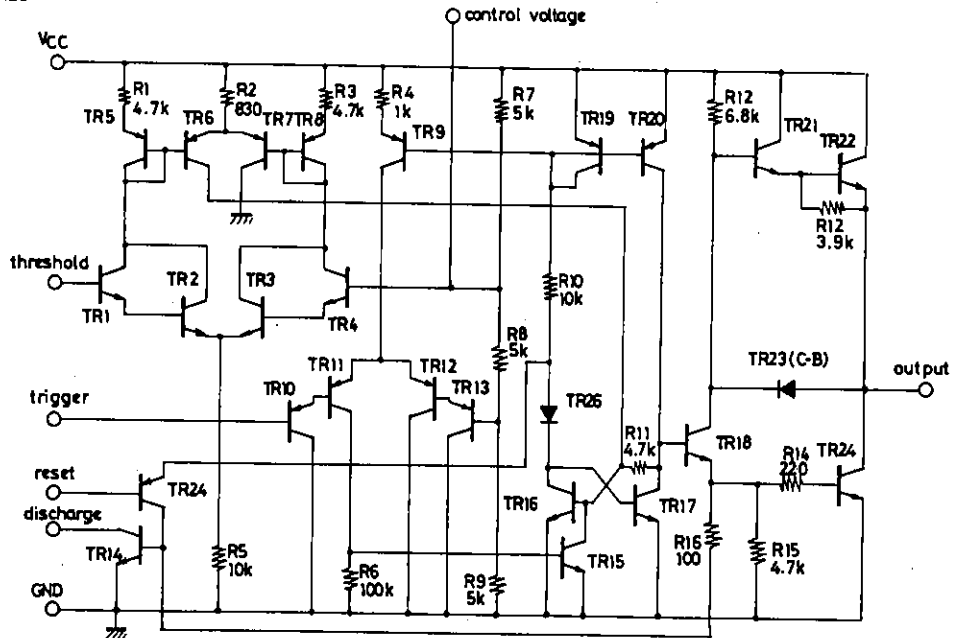 control voltage
VCC
R1
4.7k
R2
830
R3
4.7k
R4
1k
R7
5k
TR5
TR6
TR7
TR8
TR9
TR19
TR20
R12
6.8k
TR21
TR22
R12
3.9k
threshold
TR1
TR2
TR3
TR4
R10
10k
R8
5k
TR11
TR12
TR10
TR13
trigger
TR26
R11
4.7k
TR23(C-B)
output
TR18
R14
220
TR24
reset
TR24
discharge
TR14
R5
10k
R6
100k
R9
5k
TR16
TR15
TR17
R16
100
R15
4.7k
GND